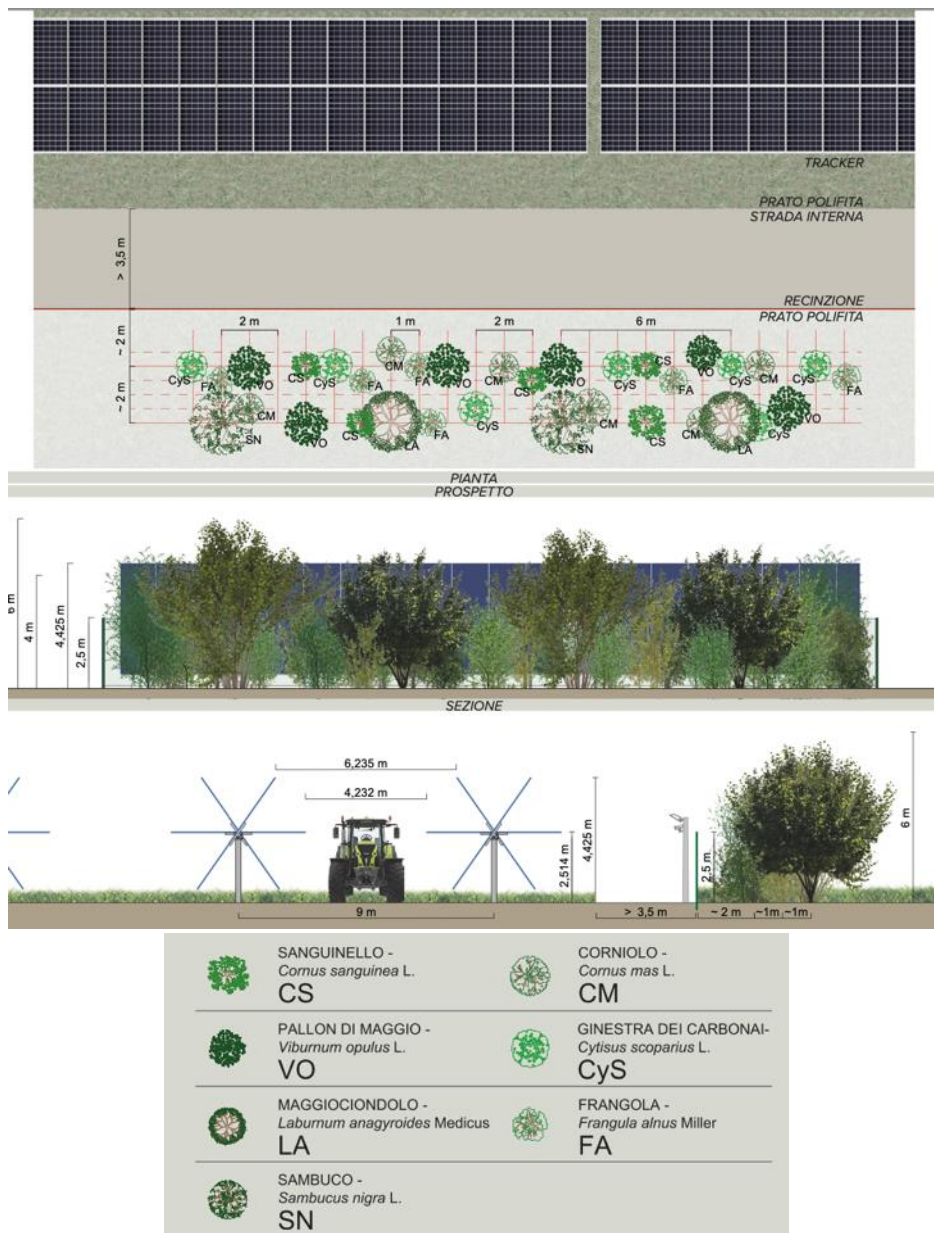 TRACKER
PRATO POLIFITA
STRADA INTERNA
> 3,5 m
RECINZIONE
PRATO POLIFITA
2 m
1 m
2 m
6 m
~ 2 m
~ 2 m
CyS
FA
VO
CS
CyS
FA
CM
FA
VO
CM
CS
VO
CyS
CS
FA
VO
CyS
CM
CyS
FA
SN
CM
VO
CS
LA
FA
CyS
SN
CM
CS
CM
LA
CyS
VO
PIANTA
PROSPETTO
6 m
4 m
4,425 m
2,5 m
SEZIONE
6,235 m
4,232 m
9 m
2,514 m
4,425 m
2,5 m
6 m
> 3,5 m
~ 2 m
~1m
~1m
SANGUINELLO -
Cornus sanguinea L.
CS
CORNIOLO -
Cornus mas L.
CM
PALLON DI MAGGIO -
Viburnum opulus L.
VO
GINESTRA DEI CARBONAI-
Cytisus scoparius L.
CyS
MAGGIOCIONDOLO -
Laburnum anagyroides Medicus
LA
FRANGOLA -
Frangula alnus Miller
FA
SAMBUCO -
Sambucus nigra L.
SN